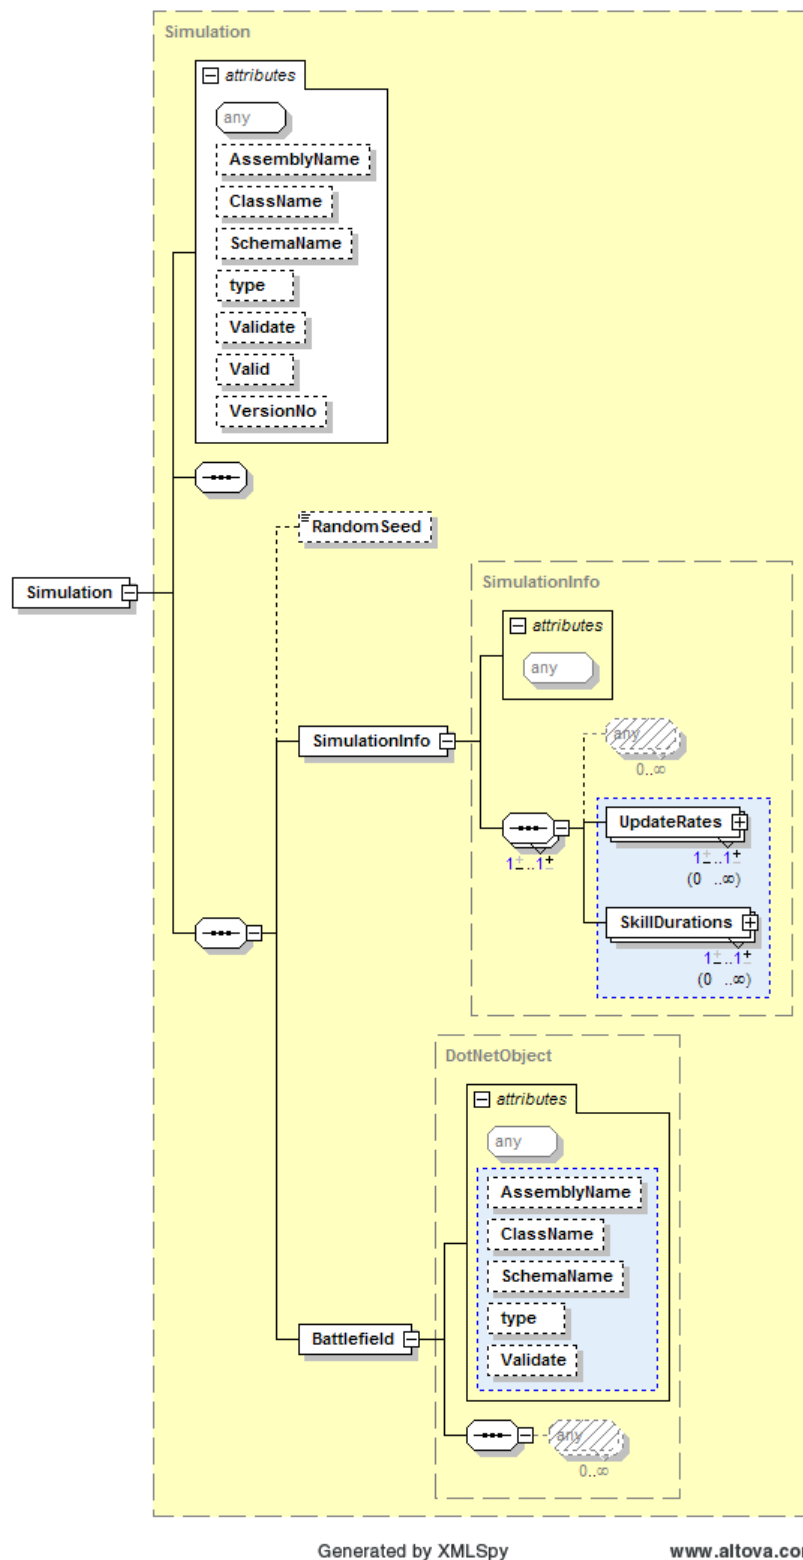 Simulation
attributes
any
AssemblyName
ClassName
SchemaName
type
Validate
Valid
VersionNo
RandomSeed
Simulation
SimulationInfo
attributes
any
SimulationInfo
any
0..∞
UpdateRates
1±..1±
(0 ..∞)
1±..1±
SkillDurations
1±..1±
(0 ..∞)
DotNetObject
attributes
any
AssemblyName
ClassName
SchemaName
type
Validate
Battlefield
any
0..∞
Generated by XMLSpy www.altova.co